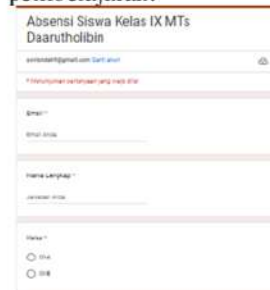 Absensi Siswa Kelas IX MTs
Daarutholibin
Ganti akun
* Menunjukkan pertanyaan yang wajib diisi
Email *
Email Anda
Nama Lengkap *
Jawaban Anda
Kelas *
IX-A
IX-B